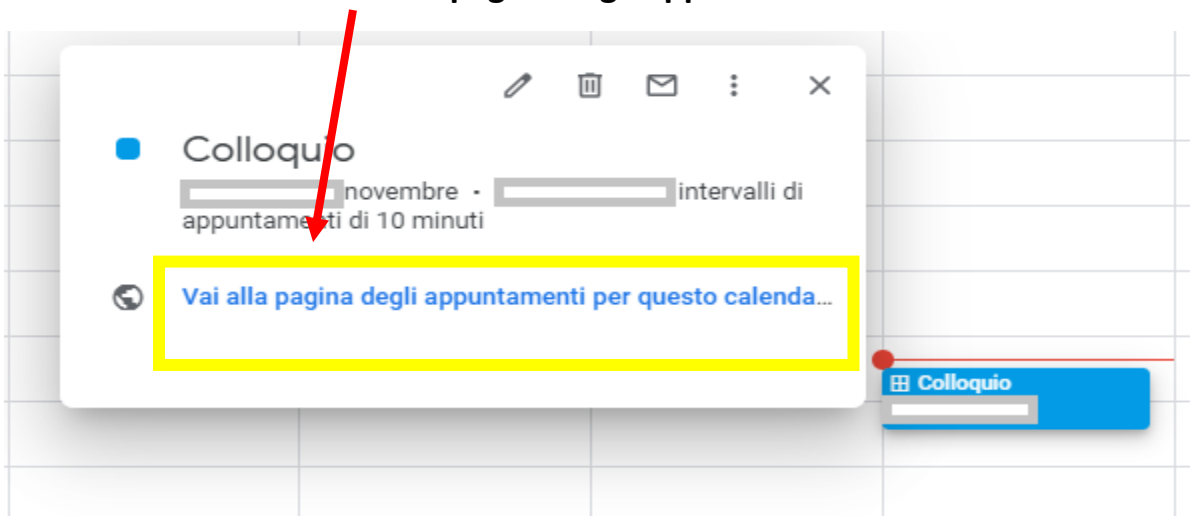 Colloquio
novembre • intervalli di
appuntamenti di 10 minuti
Vai alla pagina degli appuntamenti per questo calenda…
Colloquio